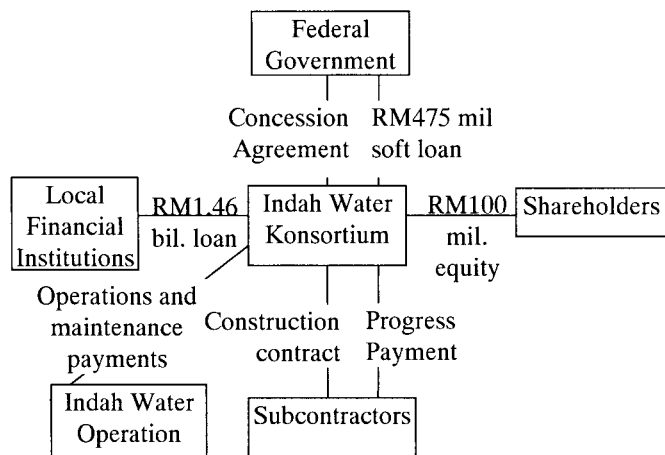 Federal
Government
Concession
Agreement
RM475 mil
soft loan
Local
Financial
Institutions
RM1.46
bil. loan
Indah Water
Konsortium
RM100
mil.
equity
Shareholders
Operations and
maintenance
payments
Construction
contract
Progress
Payment
Indah Water
Operation
Subcontractors